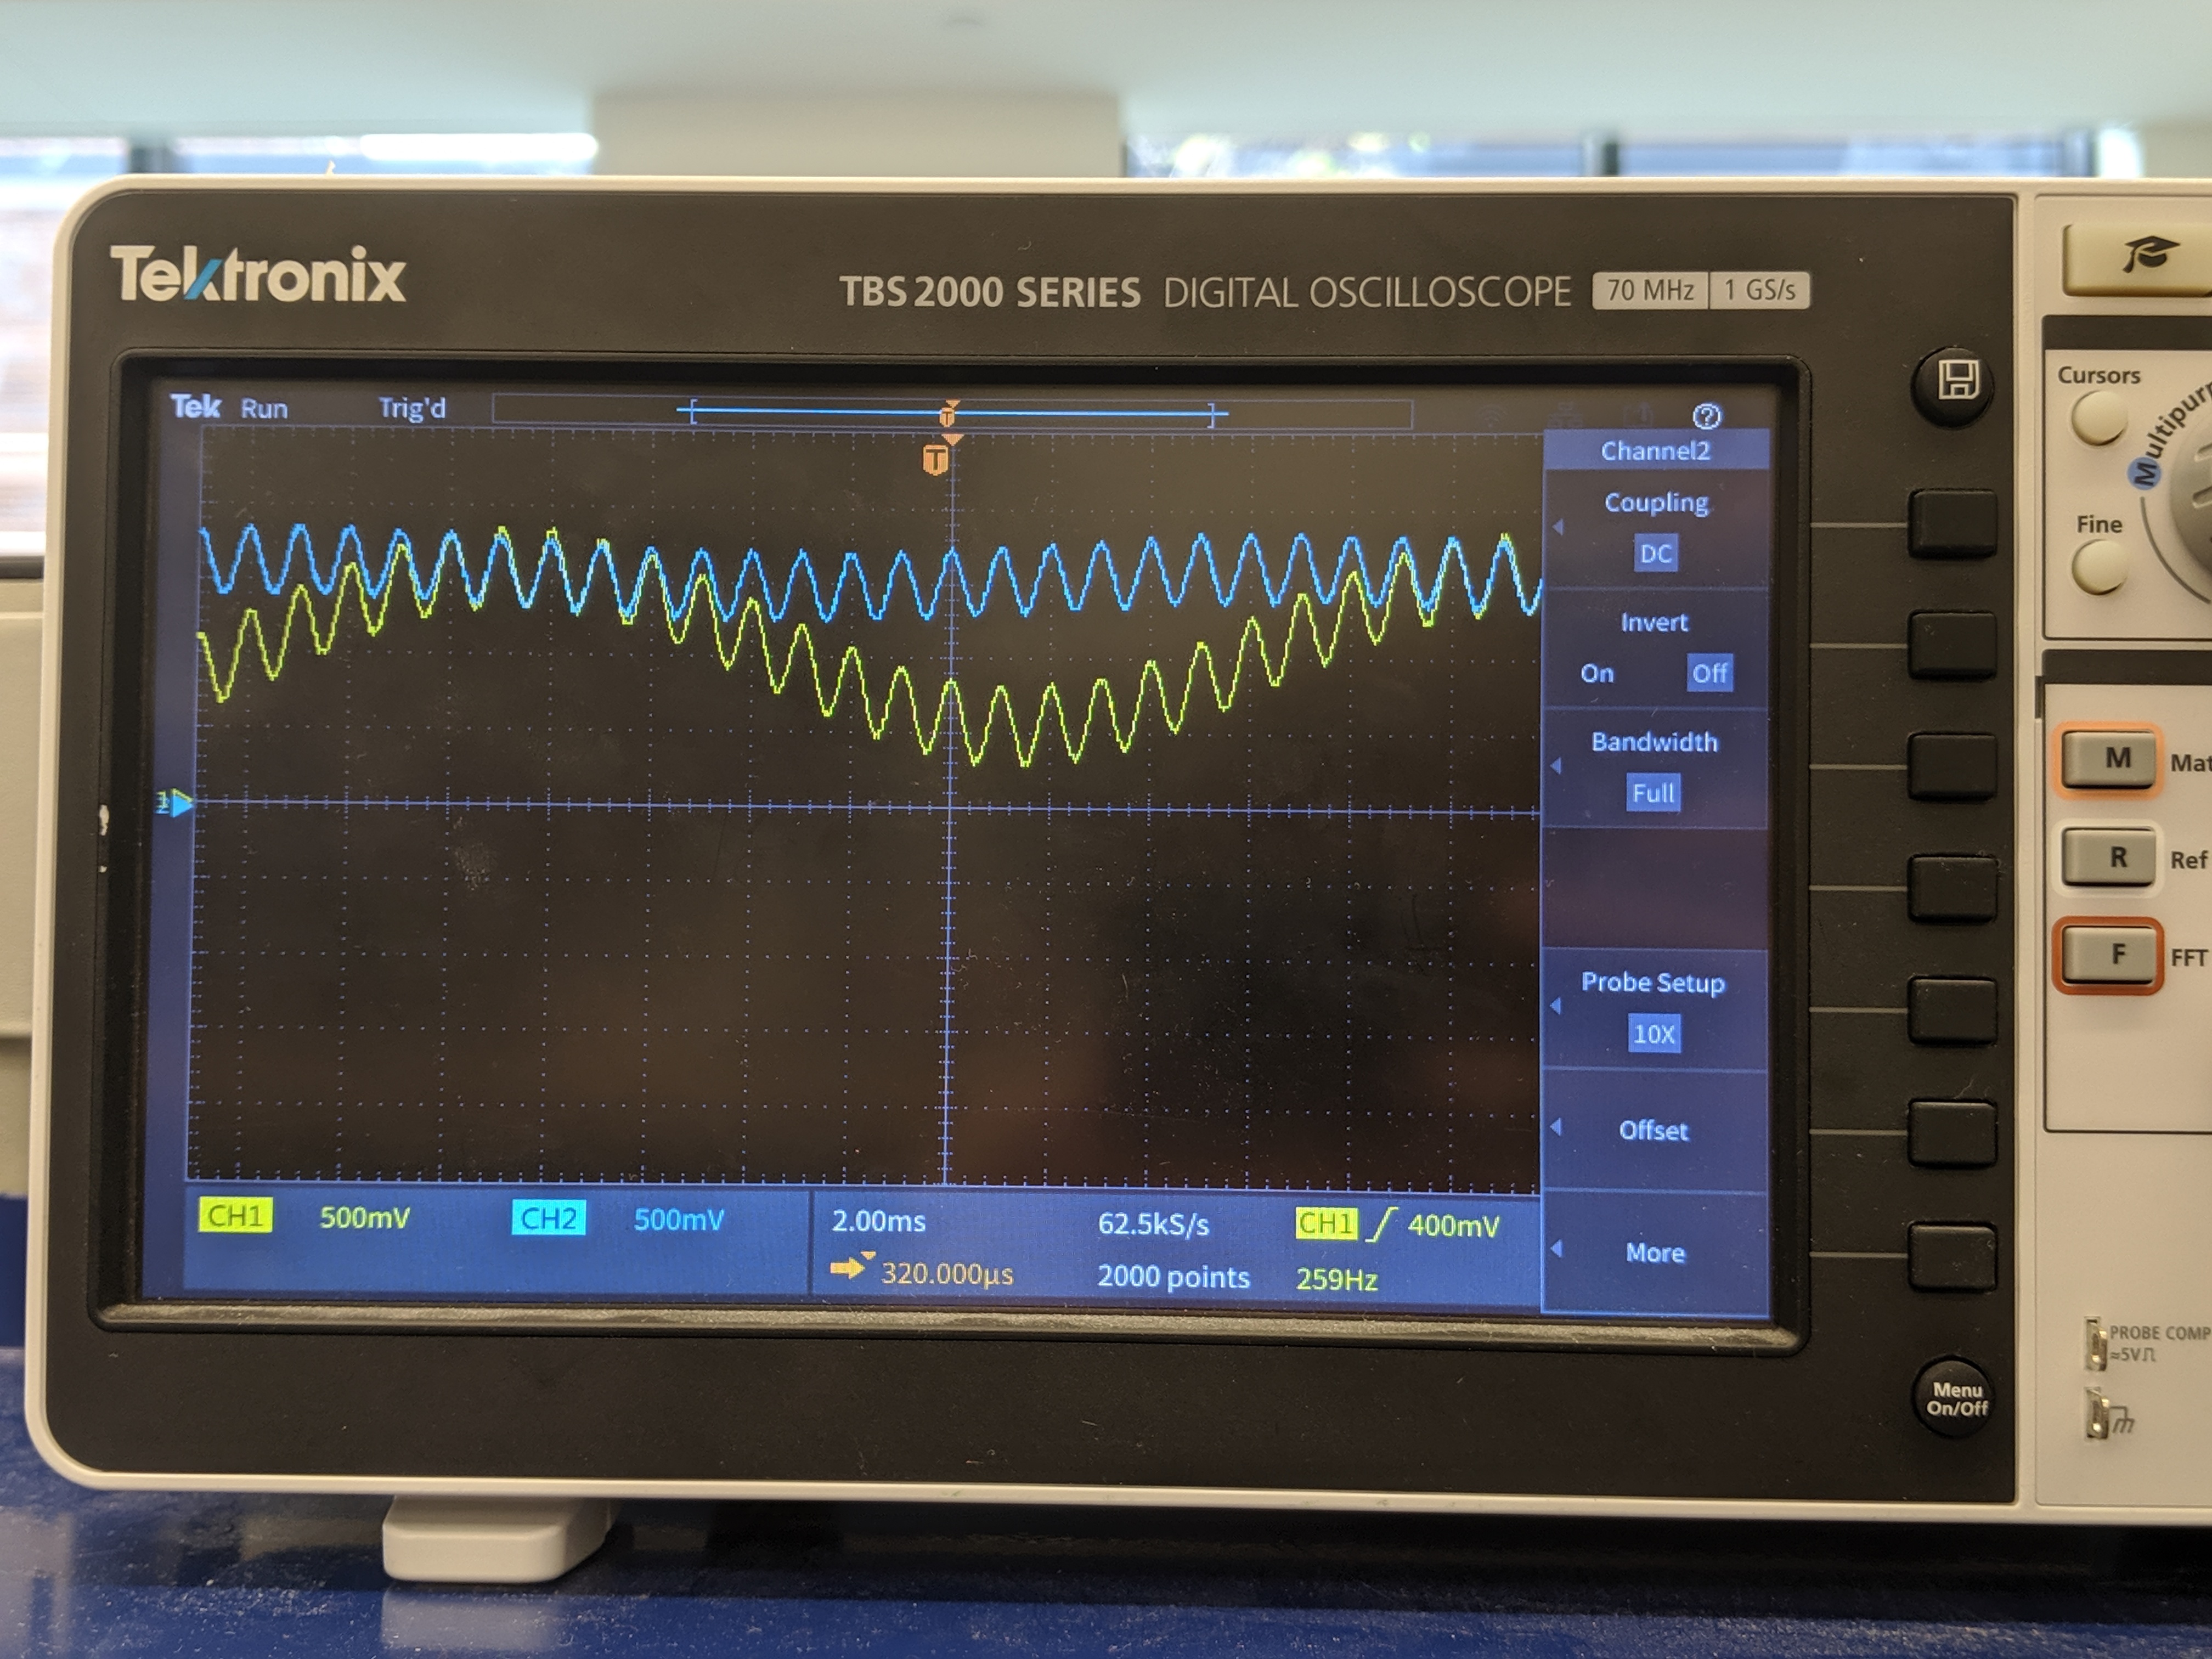 Tektronix
TBS 2000 SERIES DIGITAL OSCILLOSCOPE 70 MHz 1 GS/s
Tek Run Trig'd
T
T
Channel2
Coupling
DC
Invert
On Off
Bandwidth
Full
Probe Setup
10X
Offset
More
CH1 500mV CH2 500mV 2.00ms 62.5kS/s CH1 400mV
320.000µs 2000 points 259Hz
Cursors
Fine
M
R Ref
F FFT
PROBE COMP
≈5V
Menu
On/Off